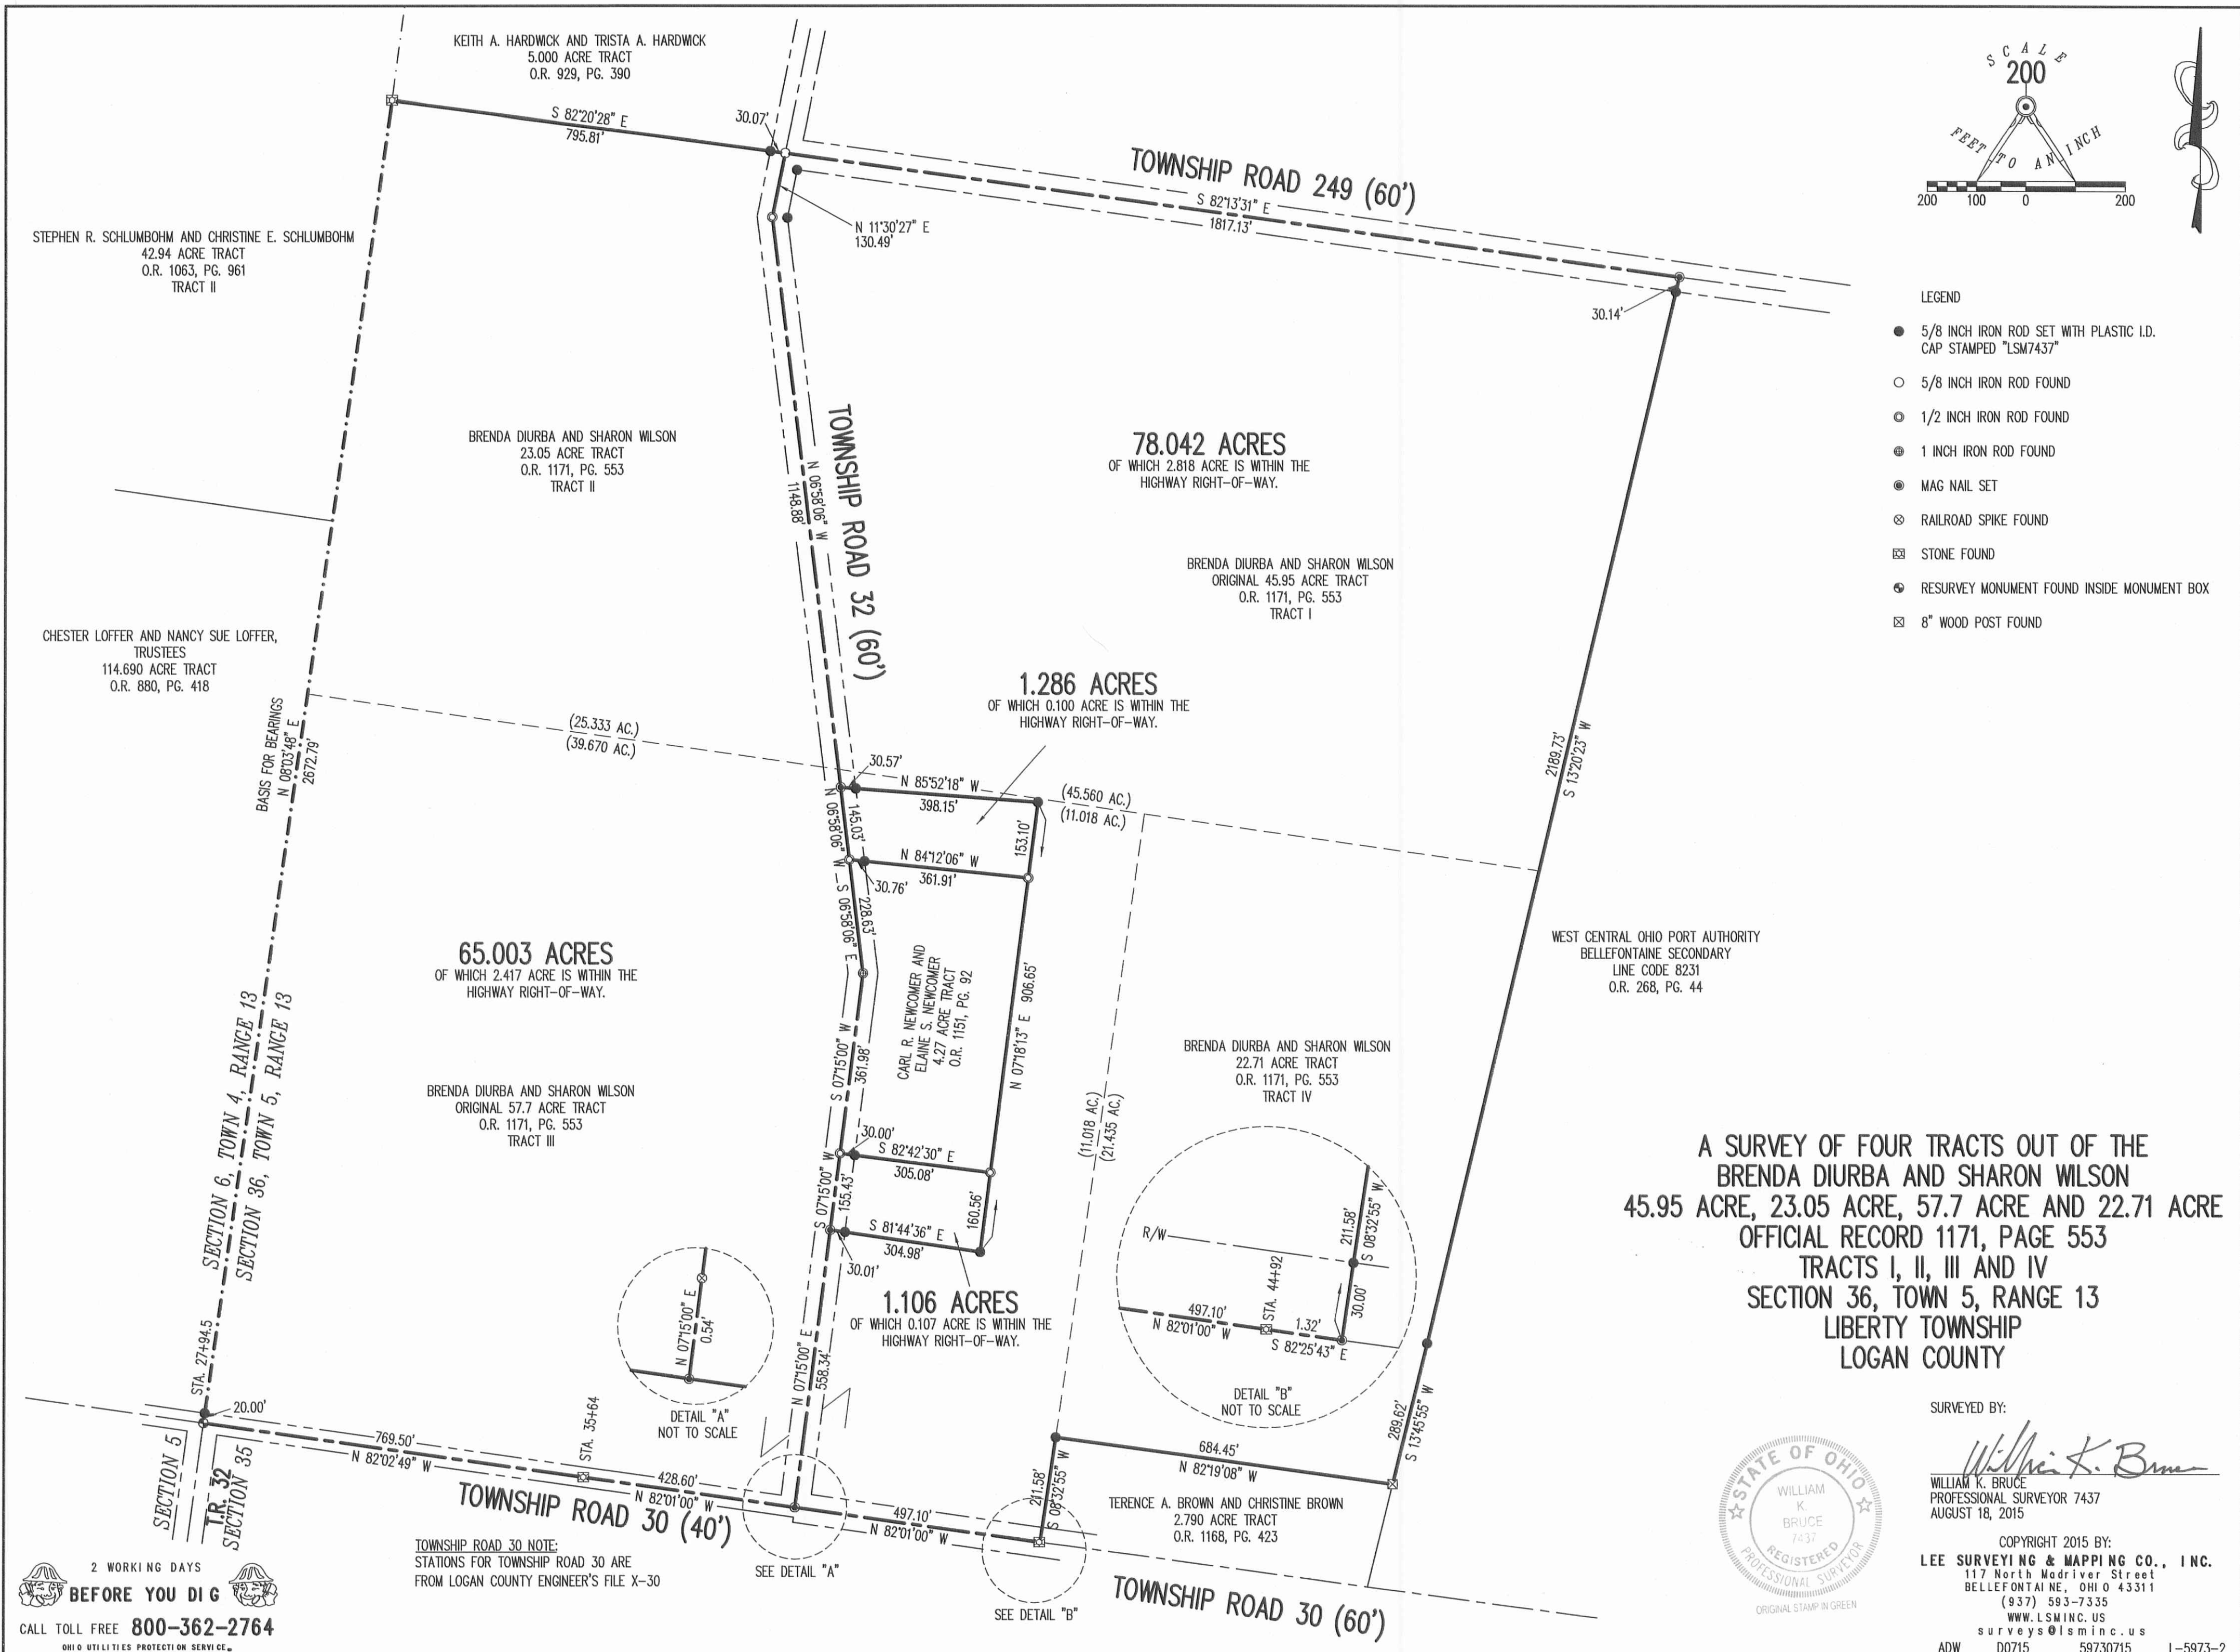 KEITH A. HARDWICK AND TRISTA A. HARDWICK
5.000 ACRE TRACT
O.R. 929, PG. 390
S 82°20'28" E
795.81'
30.07'
TOWNSHIP ROAD 249 (60')
S 82°13'31" E
1817.13'
N 11°30'27" E
130.49'
30.14'
SCALE
200
FEET TO AN INCH
200 100 0 200
STEPHEN R. SCHLUMBOHM AND CHRISTINE E. SCHLUMBOHM
42.94 ACRE TRACT
O.R. 1063, PG. 961
TRACT II
LEGEND
5/8 INCH IRON ROD SET WITH PLASTIC I.D.
CAP STAMPED "LSM7437"
5/8 INCH IRON ROD FOUND
1/2 INCH IRON ROD FOUND
1 INCH IRON ROD FOUND
MAG NAIL SET
RAILROAD SPIKE FOUND
STONE FOUND
RESURVEY MONUMENT FOUND INSIDE MONUMENT BOX
8" WOOD POST FOUND
BRENDA DIURBA AND SHARON WILSON
23.05 ACRE TRACT
O.R. 1171, PG. 553
TRACT II
TOWNSHIP ROAD 32 (60')
N 06°58'06" W
1148.88'
78.042 ACRES
OF WHICH 2.818 ACRE IS WITHIN THE
HIGHWAY RIGHT-OF-WAY.
BRENDA DIURBA AND SHARON WILSON
ORIGINAL 45.95 ACRE TRACT
O.R. 1171, PG. 553
TRACT I
CHESTER LOFFER AND NANCY SUE LOFFER,
TRUSTEES
114.690 ACRE TRACT
O.R. 880, PG. 418
BASIS FOR BEARINGS
N 08°03'48" E
2672.79'
(25.333 AC.)
(39.670 AC.)
1.286 ACRES
OF WHICH 0.100 ACRE IS WITHIN THE
HIGHWAY RIGHT-OF-WAY.
30.57'
N 85°52'18" W
398.15'
(45.560 AC.)
(11.018 AC.)
2189.73'
S 13°20'23" W
N 06°58'06" W
145.03'
153.10'
N 84°12'06" W
361.91'
30.76'
S 06°58'06" E
228.63'
65.003 ACRES
OF WHICH 2.417 ACRE IS WITHIN THE
HIGHWAY RIGHT-OF-WAY.
CARL R. NEWCOMER AND
ELAINE S. NEWCOMER
4.27 ACRE TRACT
O.R. 1151, PG. 92
N 07°18'13" E 906.65'
WEST CENTRAL OHIO PORT AUTHORITY
BELLEFONTAINE SECONDARY
LINE CODE 8231
O.R. 268, PG. 44
S 07°15'00" W
361.98'
BRENDA DIURBA AND SHARON WILSON
ORIGINAL 57.7 ACRE TRACT
O.R. 1171, PG. 553
TRACT III
BRENDA DIURBA AND SHARON WILSON
22.71 ACRE TRACT
O.R. 1171, PG. 553
TRACT IV
(11.018 AC.)
(21.435 AC.)
30.00'
S 82°42'30" E
305.08'
S 07°15'00" W
155.43'
160.56'
S 81°44'36" E
304.98'
30.01'
1.106 ACRES
OF WHICH 0.107 ACRE IS WITHIN THE
HIGHWAY RIGHT-OF-WAY.
SECTION 6, TOWN 4, RANGE 13
SECTION 36, TOWN 5, RANGE 13
N 07°15'00" E
0.54'
DETAIL "A"
NOT TO SCALE
N 07°15'00" E
558.34'
R/W
STA. 44+92
211.58'
S 08°32'55" W
497.10'
N 82°01'00" W
1.32'
S 82°25'43" E
30.00'
DETAIL "B"
NOT TO SCALE
A SURVEY OF FOUR TRACTS OUT OF THE
BRENDA DIURBA AND SHARON WILSON
45.95 ACRE, 23.05 ACRE, 57.7 ACRE AND 22.71 ACRE
OFFICIAL RECORD 1171, PAGE 553
TRACTS I, II, III AND IV
SECTION 36, TOWN 5, RANGE 13
LIBERTY TOWNSHIP
LOGAN COUNTY
STA. 27+94.5
20.00'
769.50'
N 82°02'49" W
STA. 35+64
428.60'
N 82°01'00" W
497.10'
N 82°01'00" W
211.58'
S 08°32'55" W
684.45'
N 82°19'08" W
289.62'
S 13°45'55" W
SECTION 5
T.R. 32
SECTION 35
TOWNSHIP ROAD 30 (40')
TERENCE A. BROWN AND CHRISTINE BROWN
2.790 ACRE TRACT
O.R. 1168, PG. 423
TOWNSHIP ROAD 30 NOTE:
STATIONS FOR TOWNSHIP ROAD 30 ARE
FROM LOGAN COUNTY ENGINEER'S FILE X-30
SEE DETAIL "A"
SEE DETAIL "B"
TOWNSHIP ROAD 30 (60')
2 WORKING DAYS
BEFORE YOU DIG
CALL TOLL FREE 800-362-2764
OHIO UTILITIES PROTECTION SERVICE
SURVEYED BY:
William K. Bruce
WILLIAM K. BRUCE
PROFESSIONAL SURVEYOR 7437
AUGUST 18, 2015
STATE OF OHIO
WILLIAM
K.
BRUCE
7437
REGISTERED
PROFESSIONAL SURVEYOR
ORIGINAL STAMP IN GREEN
COPYRIGHT 2015 BY:
LEE SURVEYING & MAPPING CO., INC.
117 North Madriver Street
BELLEFONTAINE, OHIO 43311
(937) 593-7335
WWW.LSMINC.US
surveys@lsminc.us
ADW D0715 59730715 L-5973-2